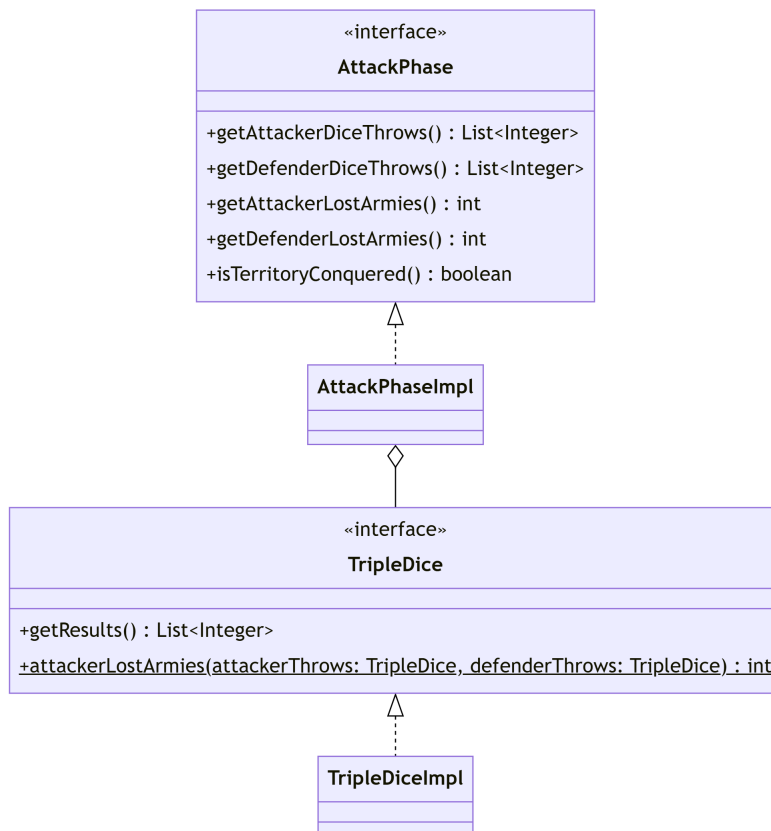 «interface»
AttackPhase
+getAttackerDiceThrows() : List<Integer>
+getDefenderDiceThrows() : List<Integer>
+getAttackerLostArmies() : int
+getDefenderLostArmies() : int
+isTerritoryConquered() : boolean
AttackPhaseImpl
«interface»
TripleDice
+getResults() : List<Integer>
+attackerLostArmies(attackerThrows: TripleDice, defenderThrows: TripleDice) : int
TripleDiceImpl